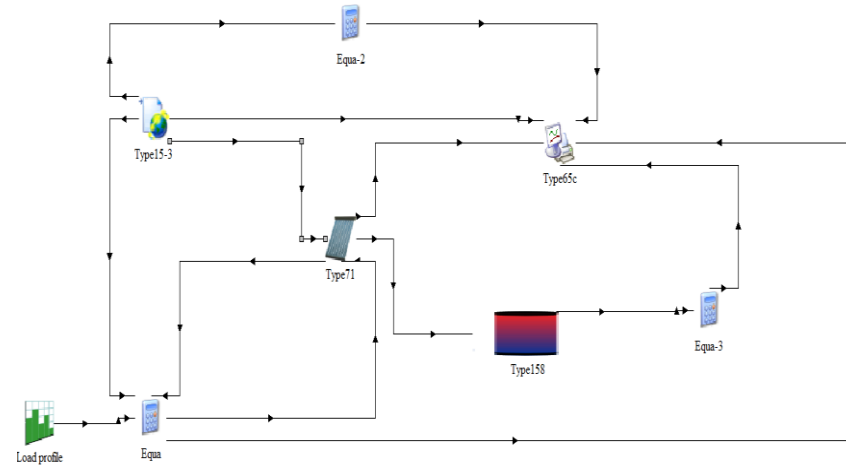 Equa-2
Type15-3
Type65c
Type71
Equa-3
Type158
Load profile
Equa